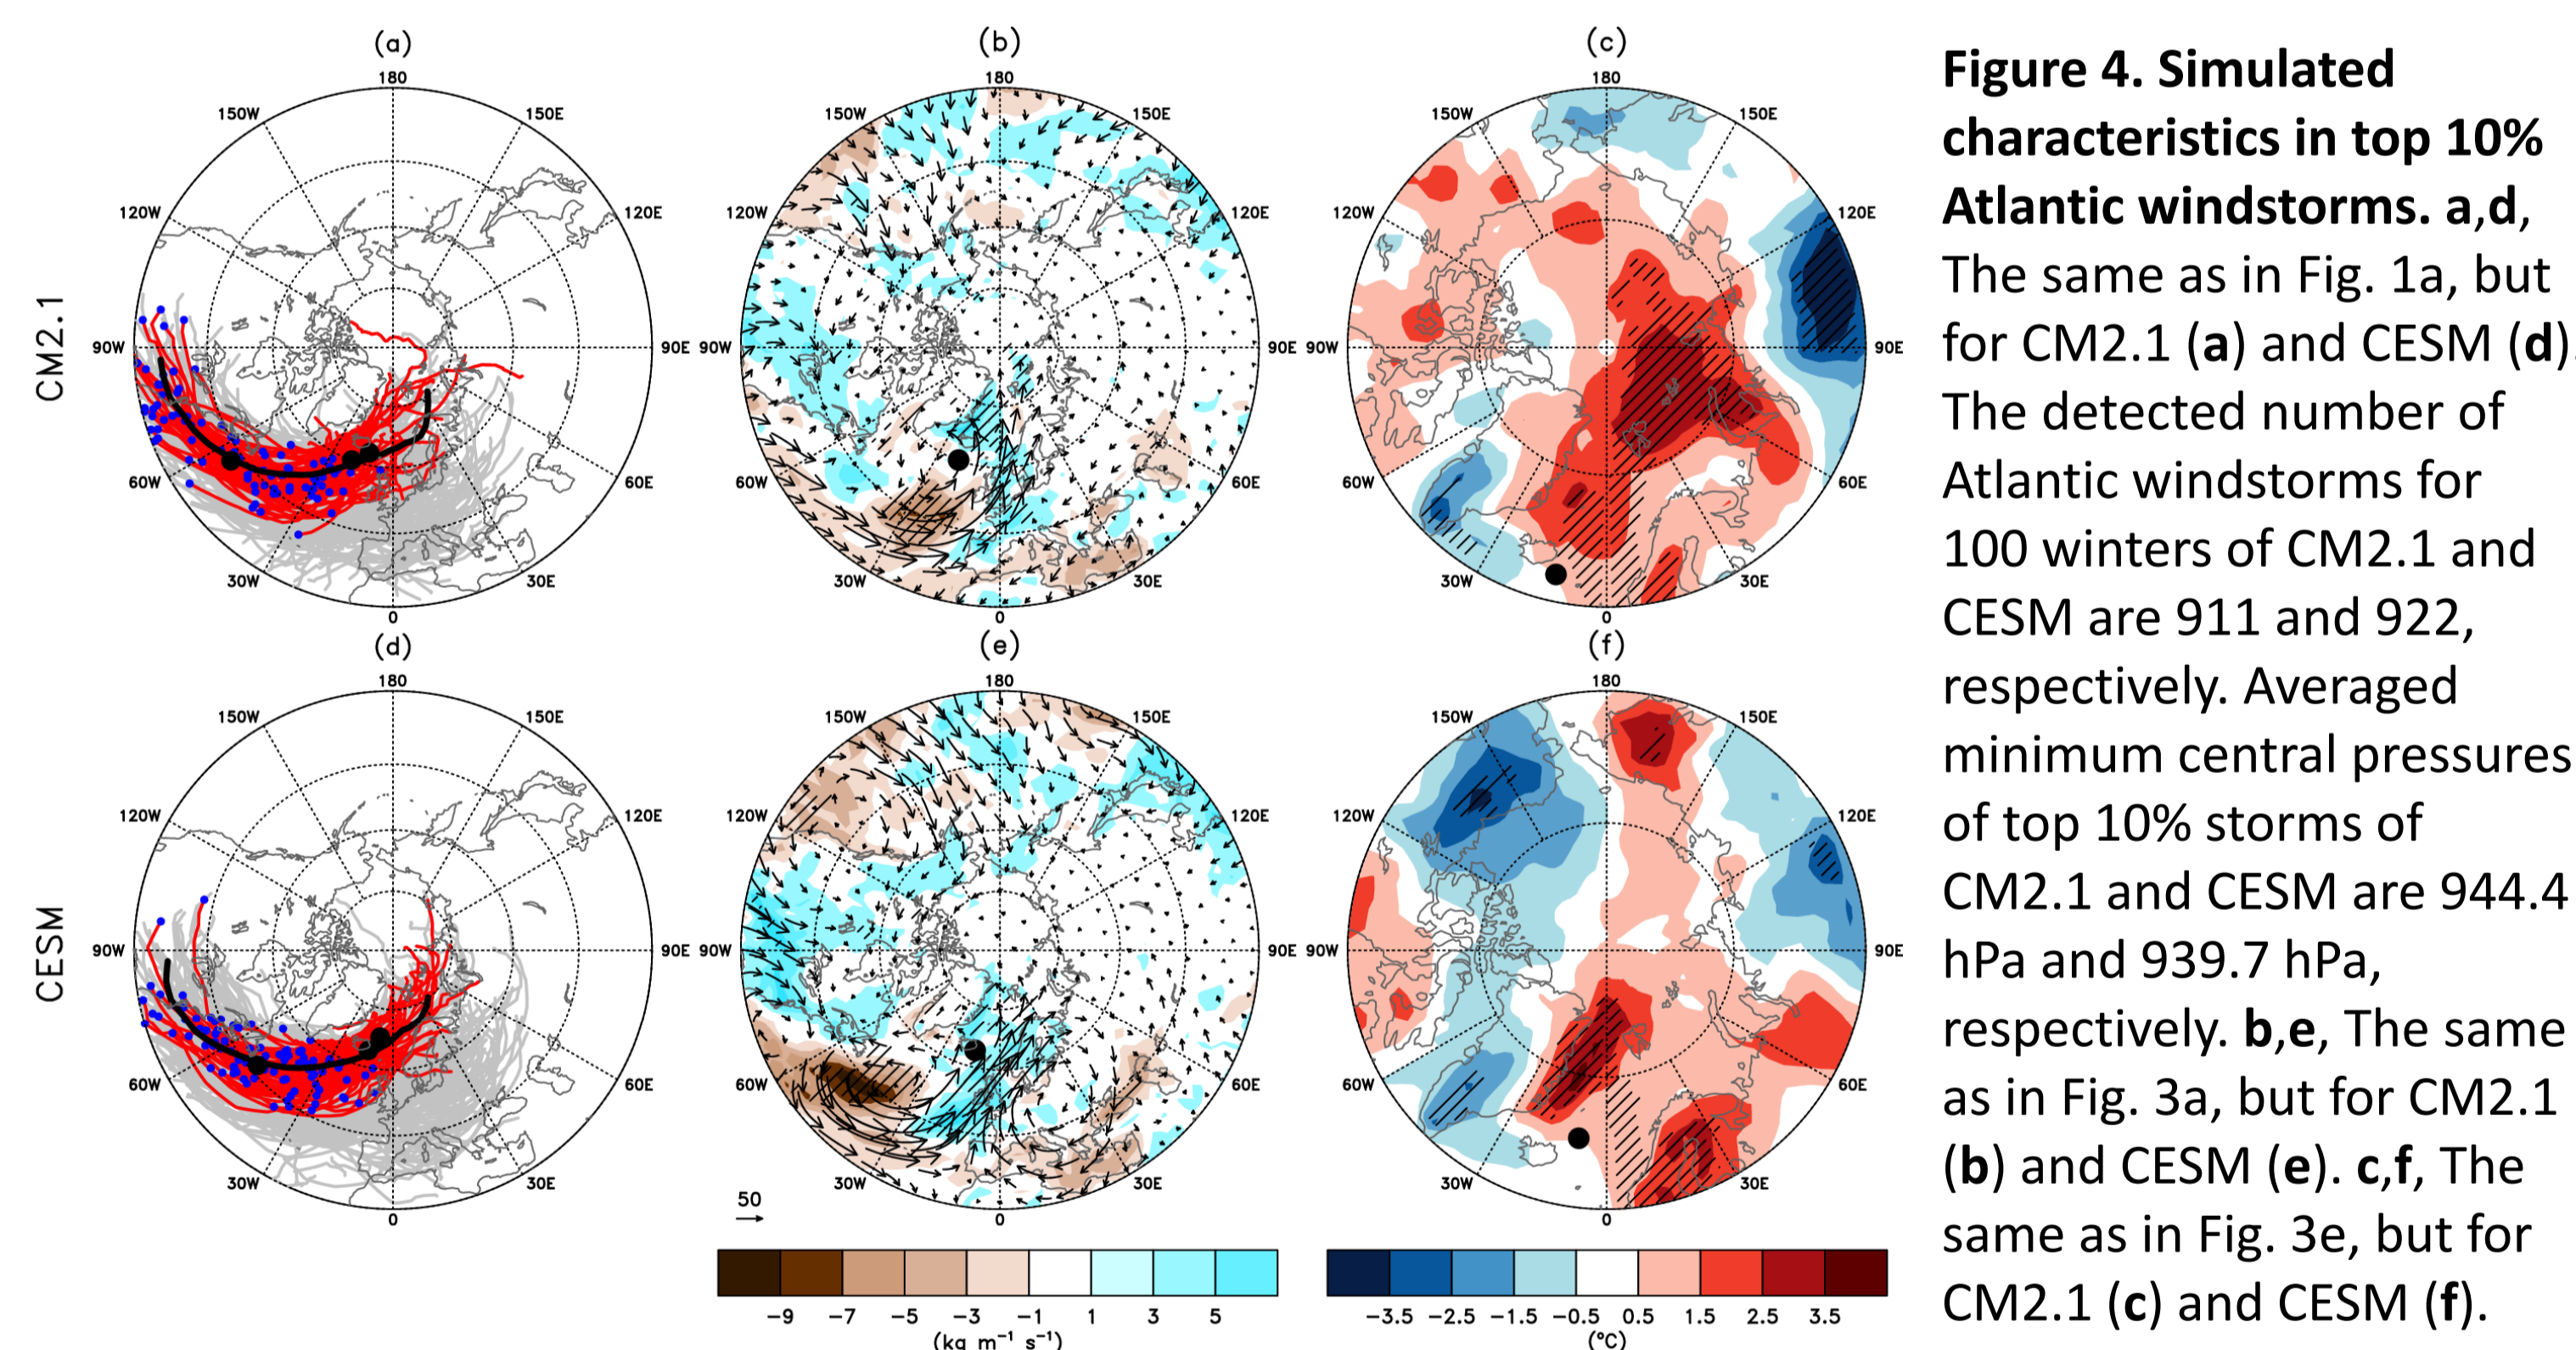 (a)
180
150W
150E
120W
120E
CM2.1
90W
90E
60W
60E
30W
30E
0
(b)
180
150W
150E
120W
120E
90W
90E
60W
60E
30W
30E
0
(c)
180
150W
150E
120W
120E
90W
90E
60W
60E
30W
30E
0
(d)
180
150W
150E
120W
120E
CESM
90W
90E
60W
60E
30W
30E
0
(e)
180
150W
150E
120W
120E
90W
90E
60W
60E
30W
30E
0
50
−9 −7 −5 −3 −1 1 3 5
(kg m⁻¹ s⁻¹)
(f)
180
150W
150E
120W
120E
90W
90E
60W
60E
30W
30E
0
−3.5 −2.5 −1.5 −0.5 0.5 1.5 2.5 3.5
(°C)
Figure 4. Simulated
characteristics in top 10%
Atlantic windstorms. a,d,
The same as in Fig. 1a, but
for CM2.1 (a) and CESM (d).
The detected number of
Atlantic windstorms for
100 winters of CM2.1 and
CESM are 911 and 922,
respectively. Averaged
minimum central pressures
of top 10% storms of
CM2.1 and CESM are 944.4
hPa and 939.7 hPa,
respectively. b,e, The same
as in Fig. 3a, but for CM2.1
(b) and CESM (e). c,f, The
same as in Fig. 3e, but for
CM2.1 (c) and CESM (f).